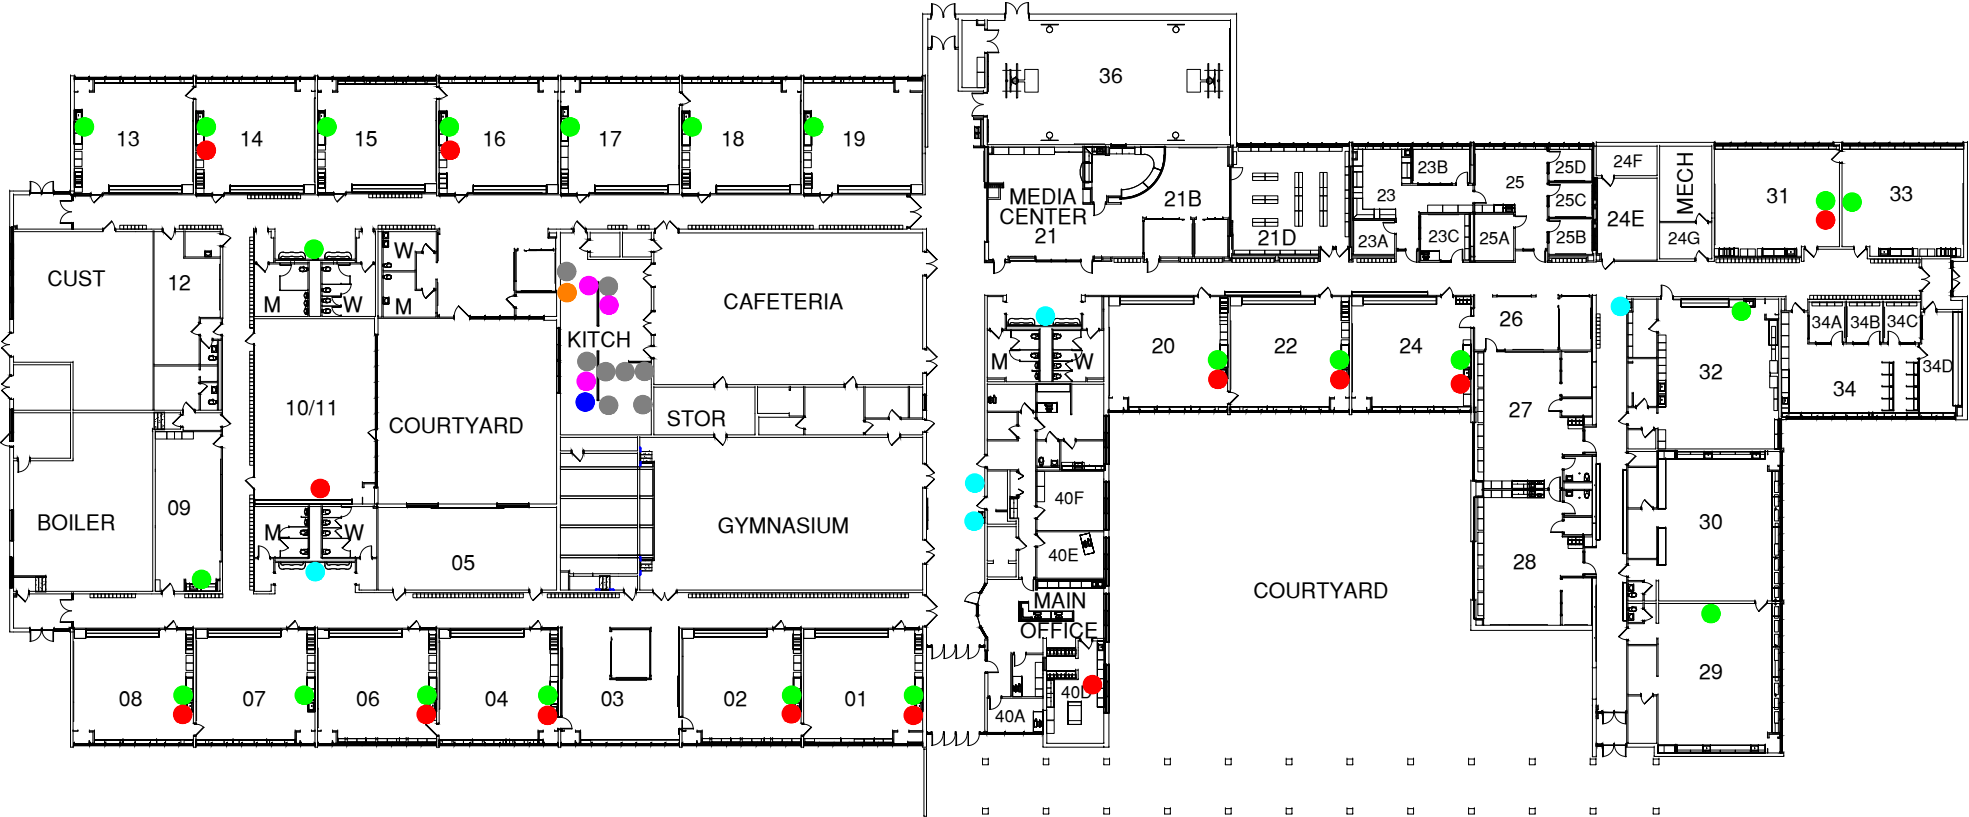 36
13
14
15
16
17
18
19
MEDIA
CENTER
21
21B
21D
23
23B
23A
23C
25
25D
25C
25B
25A
24F
24E
MECH
24G
31
33
CUST
12
M
W
W
M
KITCH
CAFETERIA
STOR
10/11
COURTYARD
M
W
20
22
24
26
27
28
32
34A
34B
34C
34D
34
BOILER
09
M
W
05
GYMNASIUM
40F
40E
MAIN
OFFICE
40D
40A
COURTYARD
30
29
08
07
06
04
03
02
01